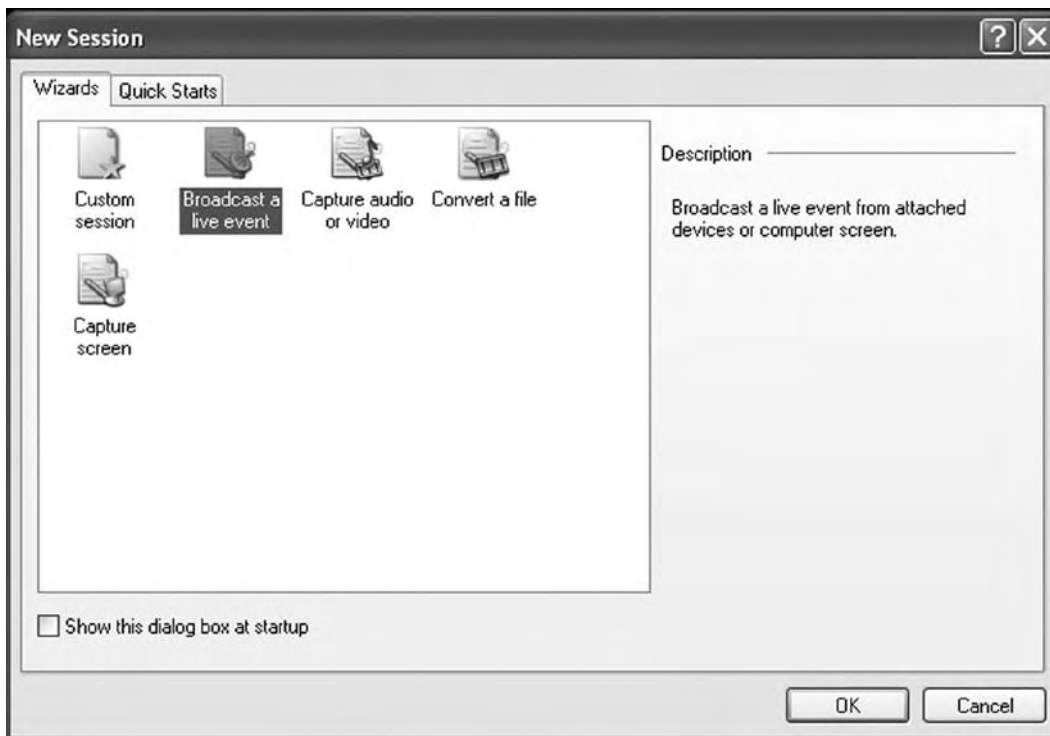 New Session
Wizards
Quick Starts
Custom
session
Broadcast a
live event
Capture audio
or video
Convert a file
Capture
screen
Description
Broadcast a live event from attached
devices or computer screen.
Show this dialog box at startup
OK
Cancel